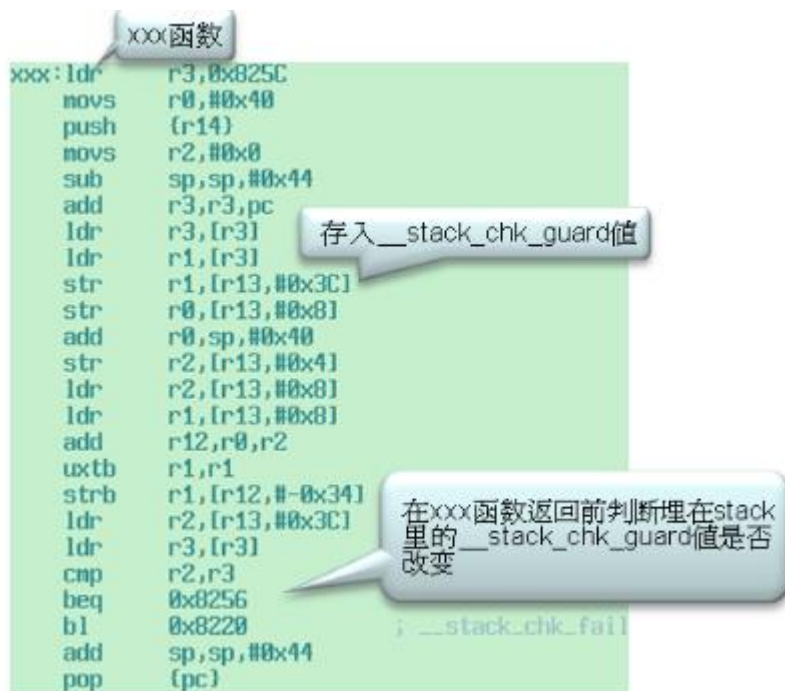 xxx函数
xxx:ldr r3,0x825C
movs r0,#0x40
push {r14}
movs r2,#0x0
sub sp,sp,#0x44
add r3,r3,pc
ldr r3,[r3]
存入__stack_chk_guard值
ldr r1,[r3]
str r1,[r13,#0x3C]
str r0,[r13,#0x8]
add r0,sp,#0x40
str r2,[r13,#0x4]
ldr r2,[r13,#0x8]
ldr r1,[r13,#0x8]
add r12,r0,r2
uxtb r1,r1
strb r1,[r12,#-0x34]
在xxx函数返回前判断埋在stack
里的__stack_chk_guard值是否
改变
ldr r2,[r13,#0x3C]
ldr r3,[r3]
cmp r2,r3
beq 0x8256
bl 0x8220 ; __stack_chk_fail
add sp,sp,#0x44
pop {pc}